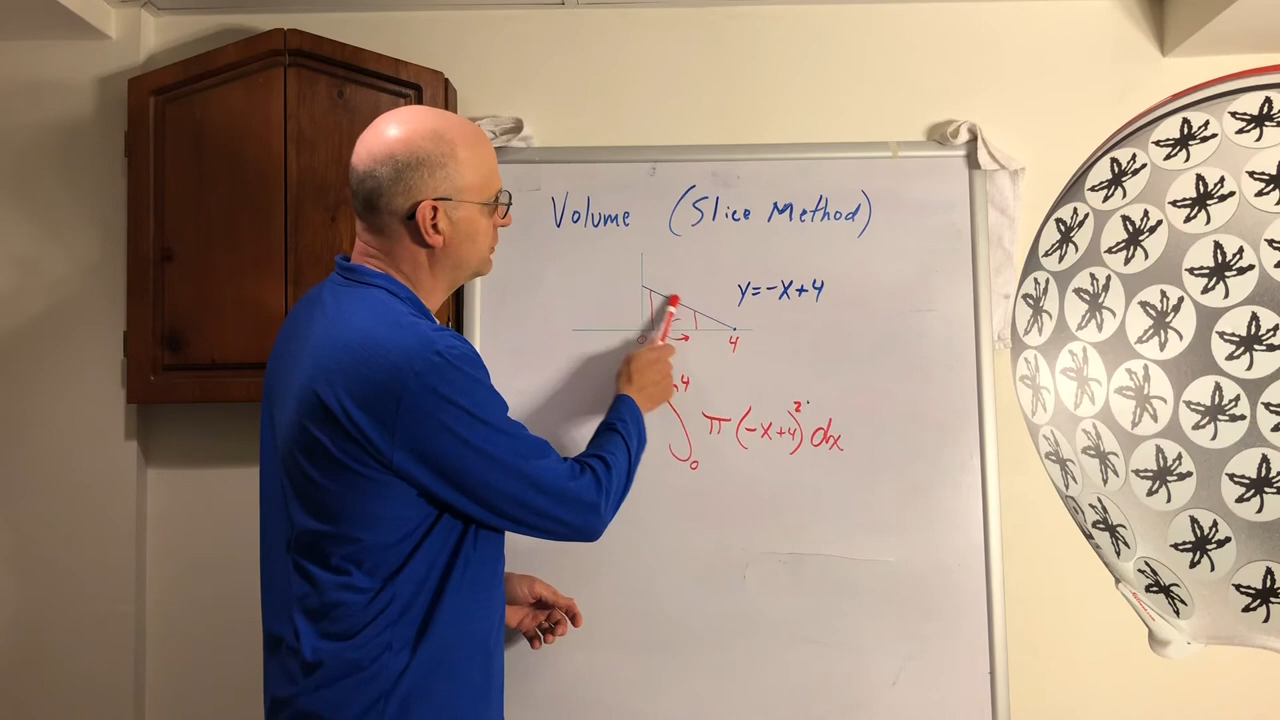 Volume (Slice Method)
y=-x+4
0 4
4
∫ π(-x+4)² dx
0